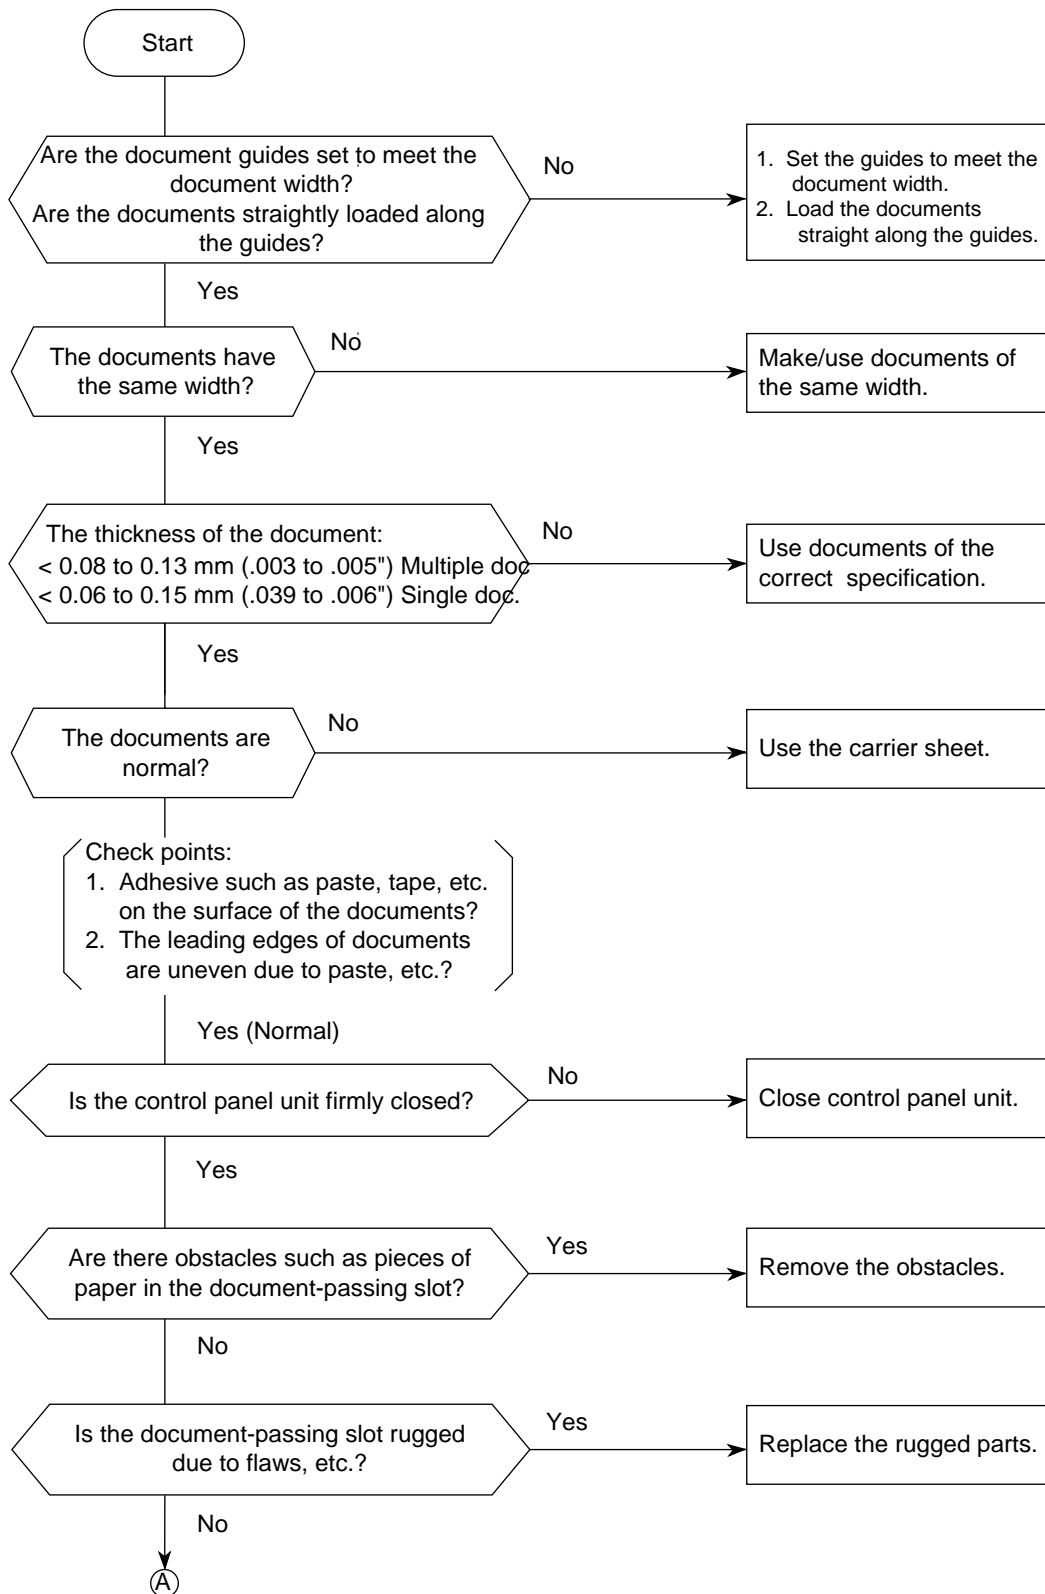 Start
Are the document guides set to meet the
document width?
Are the documents straightly loaded along
the guides?
No
1. Set the guides to meet the
document width.
2. Load the documents
straight along the guides.
Yes
The documents have
the same width?
No
Make/use documents of
the same width.
Yes
The thickness of the document:
< 0.08 to 0.13 mm (.003 to .005") Multiple doc
< 0.06 to 0.15 mm (.039 to .006") Single doc.
No
Use documents of the
correct specification.
Yes
The documents are
normal?
No
Use the carrier sheet.
Check points:
1. Adhesive such as paste, tape, etc.
on the surface of the documents?
2. The leading edges of documents
are uneven due to paste, etc.?
Yes (Normal)
Is the control panel unit firmly closed?
No
Close control panel unit.
Yes
Are there obstacles such as pieces of
paper in the document-passing slot?
Yes
Remove the obstacles.
No
Is the document-passing slot rugged
due to flaws, etc.?
Yes
Replace the rugged parts.
No
A